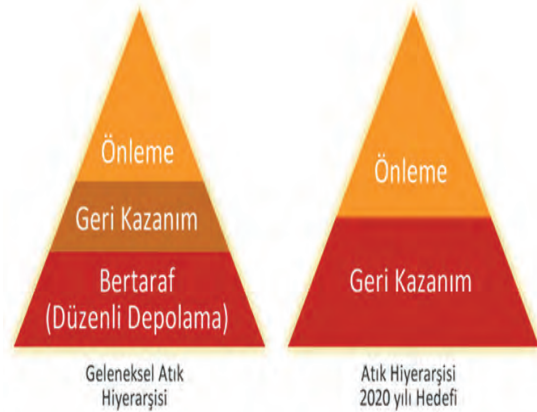 Önleme
Geri Kazanım
Bertaraf
(Düzenli Depolama)
Geleneksel Atık
Hiyerarşisi
Önleme
Geri Kazanım
Atık Hiyerarşisi
2020 yılı Hedefi